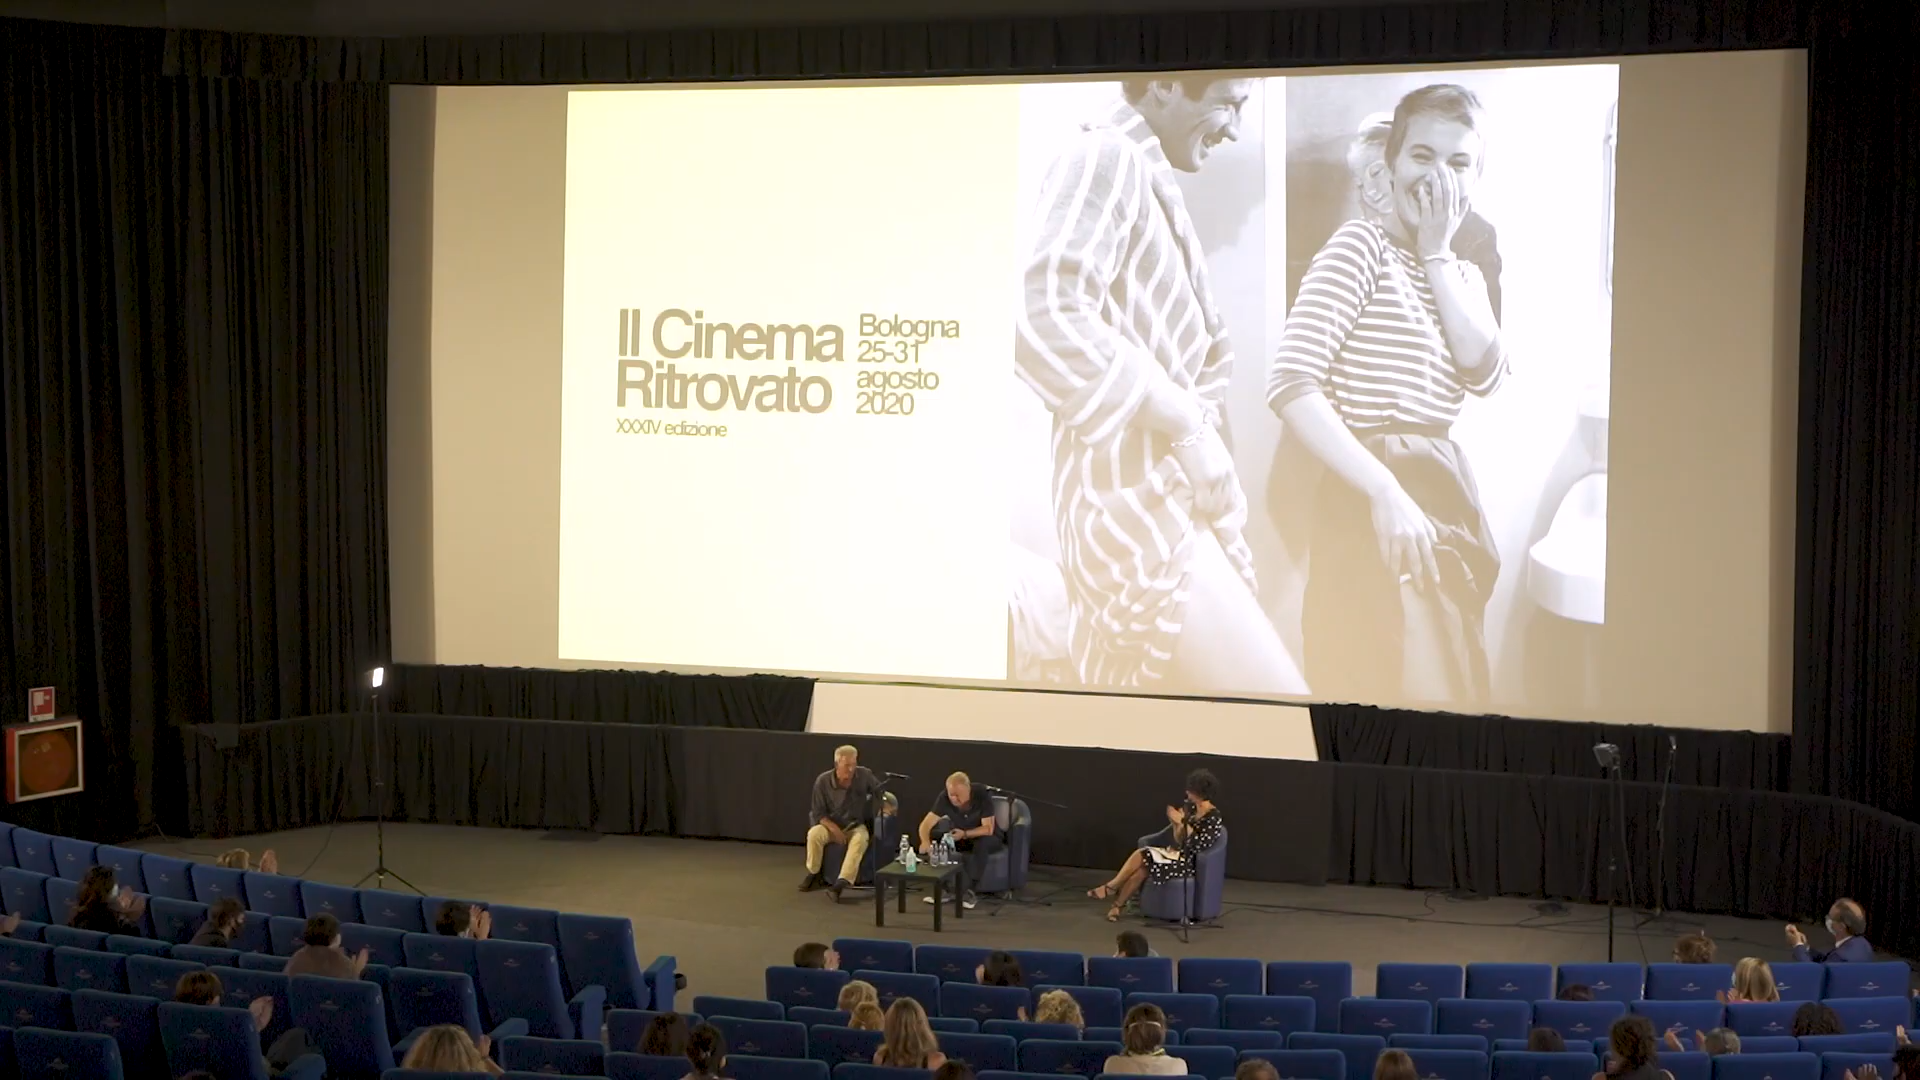 Il Cinema
Ritrovato
XXXIV edizione
Bologna
25-31
agosto
2020